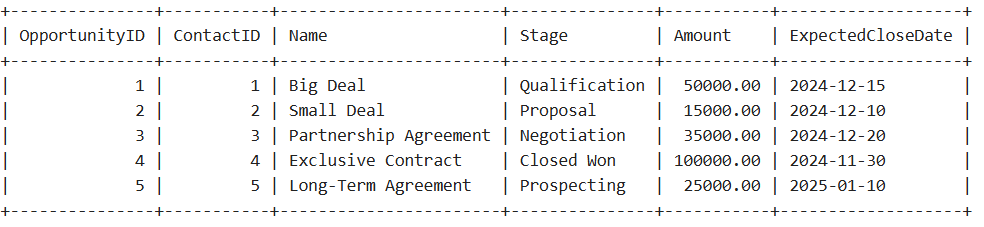 +---------------+-----------+-----------------------+---------------+-----------+-------------------+
| OpportunityID | ContactID | Name                  | Stage         | Amount    | ExpectedCloseDate |
+---------------+-----------+-----------------------+---------------+-----------+-------------------+
|             1 |         1 | Big Deal              | Qualification |  50000.00 | 2024-12-15        |
|             2 |         2 | Small Deal            | Proposal      |  15000.00 | 2024-12-10        |
|             3 |         3 | Partnership Agreement | Negotiation   |  35000.00 | 2024-12-20        |
|             4 |         4 | Exclusive Contract    | Closed Won    | 100000.00 | 2024-11-30        |
|             5 |         5 | Long-Term Agreement   | Prospecting   |  25000.00 | 2025-01-10        |
+---------------+-----------+-----------------------+---------------+-----------+-------------------+